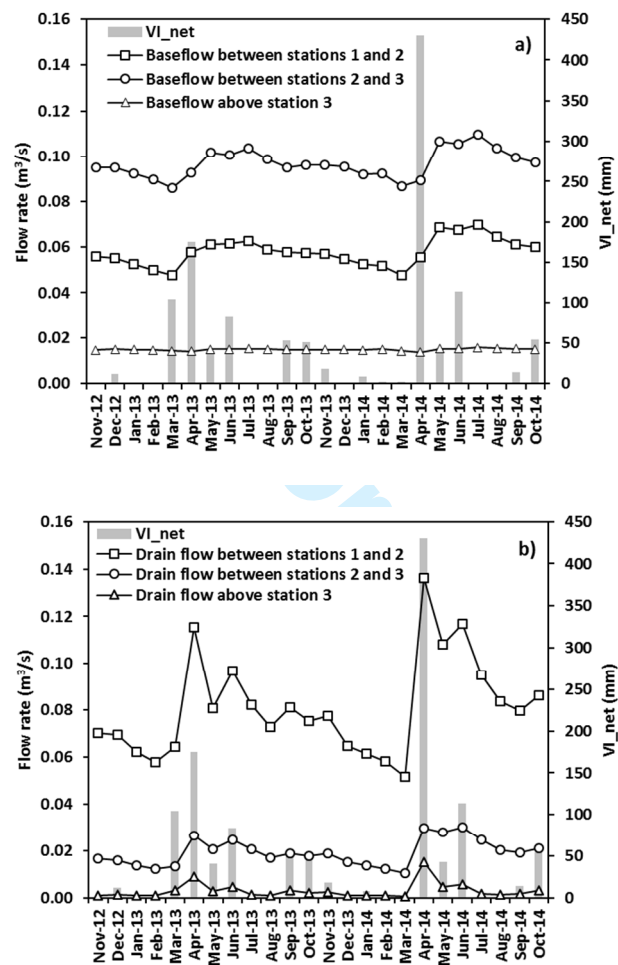 VI_net
Baseflow between stations 1 and 2
Baseflow between stations 2 and 3
Baseflow above station 3
a)
Flow rate (m³/s)
0.16
0.14
0.12
0.10
0.08
0.06
0.04
0.02
0.00
450
400
350
300
250
200
150
100
50
0
VI_net (mm)
Nov-12
Dec-12
Jan-13
Feb-13
Mar-13
Apr-13
May-13
Jun-13
Jul-13
Aug-13
Sep-13
Oct-13
Nov-13
Dec-13
Jan-14
Feb-14
Mar-14
Apr-14
May-14
Jun-14
Jul-14
Aug-14
Sep-14
Oct-14
VI_net
Drain flow between stations 1 and 2
Drain flow between stations 2 and 3
Drain flow above station 3
b)
Flow rate (m³/s)
0.16
0.14
0.12
0.10
0.08
0.06
0.04
0.02
0.00
450
400
350
300
250
200
150
100
50
0
VI_net (mm)
Nov-12
Dec-12
Jan-13
Feb-13
Mar-13
Apr-13
May-13
Jun-13
Jul-13
Aug-13
Sep-13
Oct-13
Nov-13
Dec-13
Jan-14
Feb-14
Mar-14
Apr-14
May-14
Jun-14
Jul-14
Aug-14
Sep-14
Oct-14